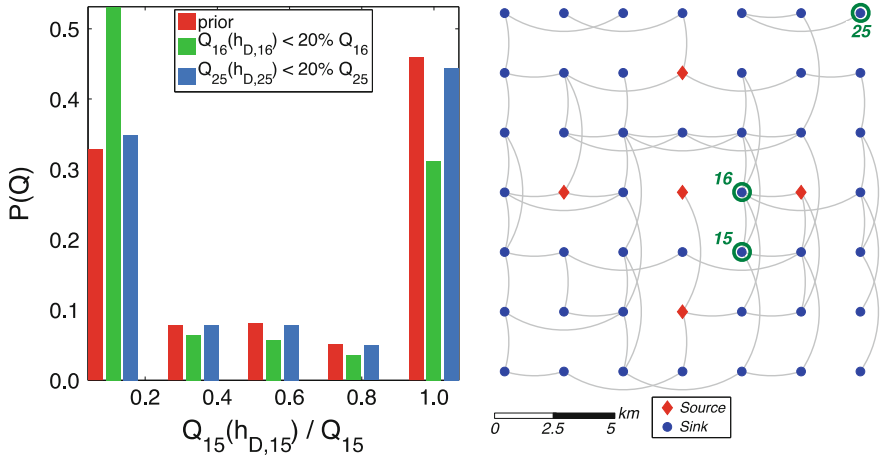 0.5
0.4
0.3
0.2
0.1
0.0
P(Q)
prior
Q16(hD,16) < 20% Q16
Q25(hD,25) < 20% Q25
0.2
0.4
0.6
0.8
1.0
Q15(hD,15) / Q15
25
16
15
0
2.5
5
km
Source
Sink